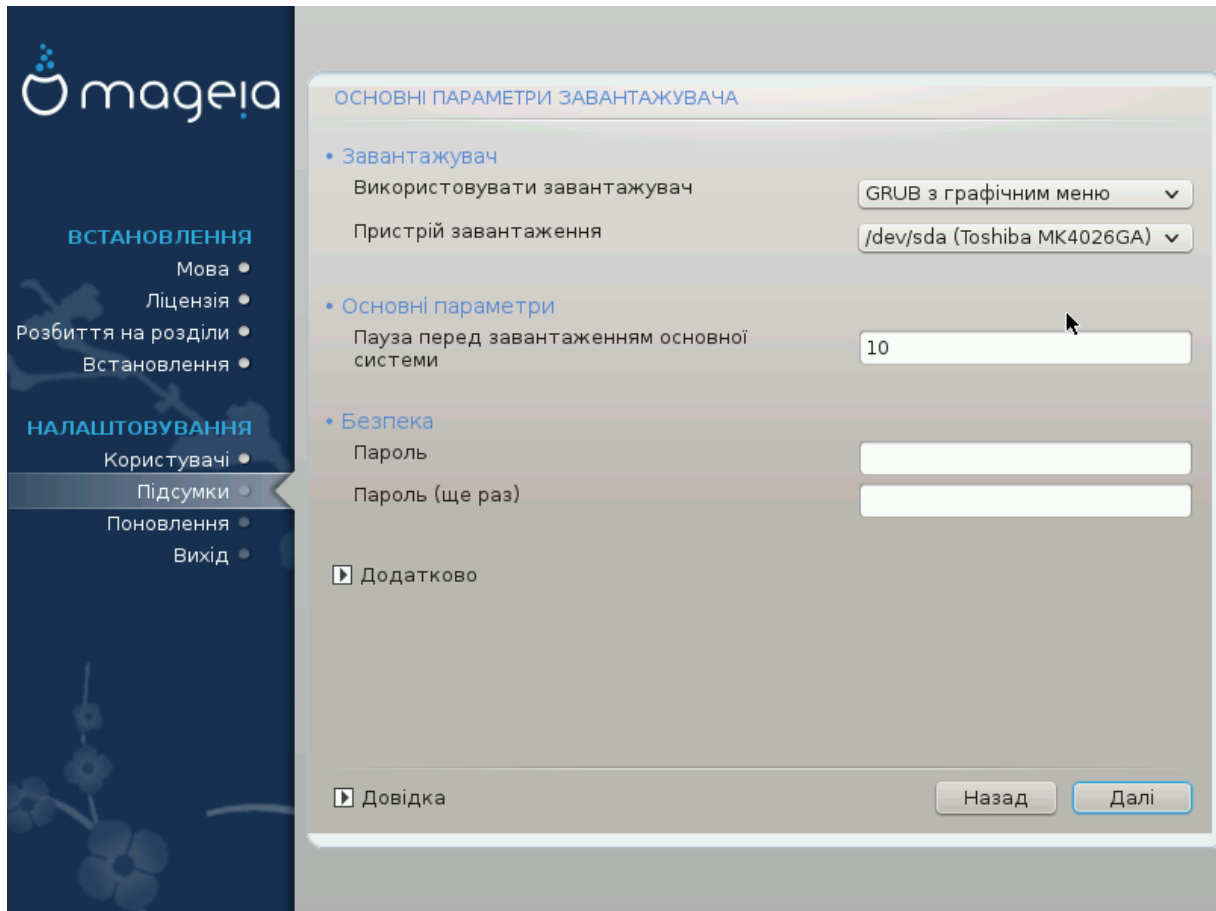 mageia
ВСТАНОВЛЕННЯ
Мова
Ліцензія
Розбиття на розділи
Встановлення
НАЛАШТОВУВАННЯ
Користувачі
Підсумки
Поновлення
Вихід
ОСНОВНІ ПАРАМЕТРИ ЗАВАНТАЖУВАЧА
• Завантажувач
Використовувати завантажувач
GRUB з графічним меню
Пристрій завантаження
/dev/sda (Toshiba MK4026GA)
• Основні параметри
Пауза перед завантаженням основної
системи
10
• Безпека
Пароль
Пароль (ще раз)
Додатково
Довідка
Назад
Далі